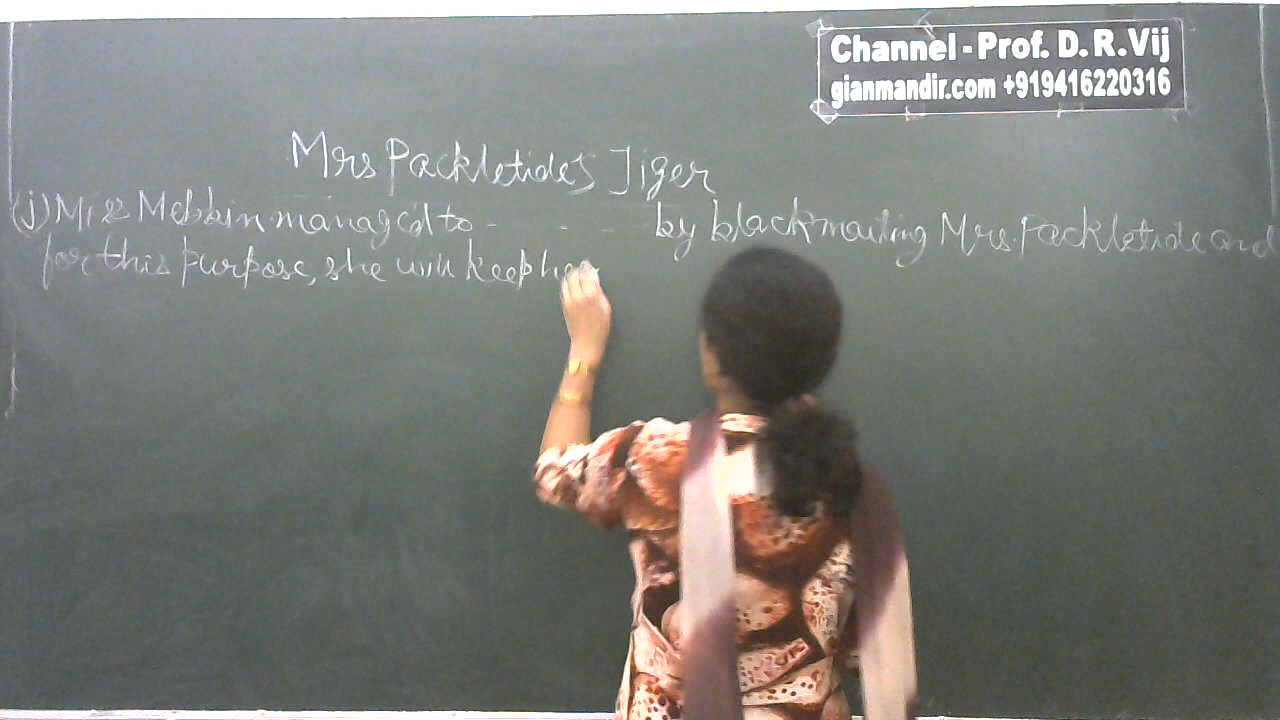 Channel - Prof. D. R. Vij
gianmandir.com +919416220316
Mrs Packletide's Tiger
(j) Miss Mebbin managed to - - - - by blackmailing Mrs. Packletide and
for this purpose, she will keep her